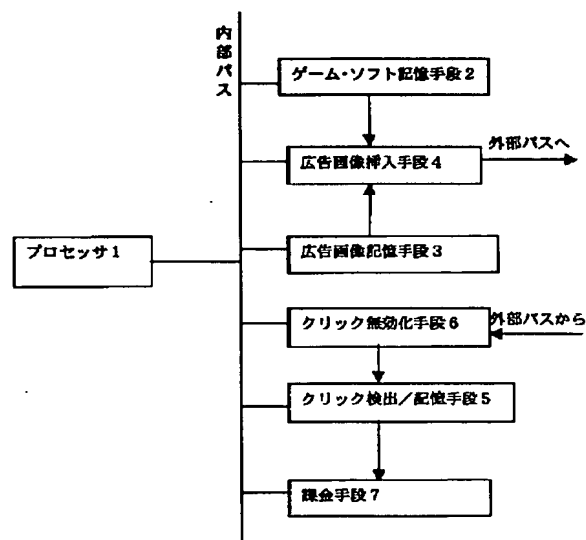 内部バス
ゲーム・ソフト記憶手段2
広告画像挿入手段4
外部バスへ
プロセッサ1
広告画像記憶手段3
クリック無効化手段6
外部バスから
クリック検出／記憶手段5
課金手段7